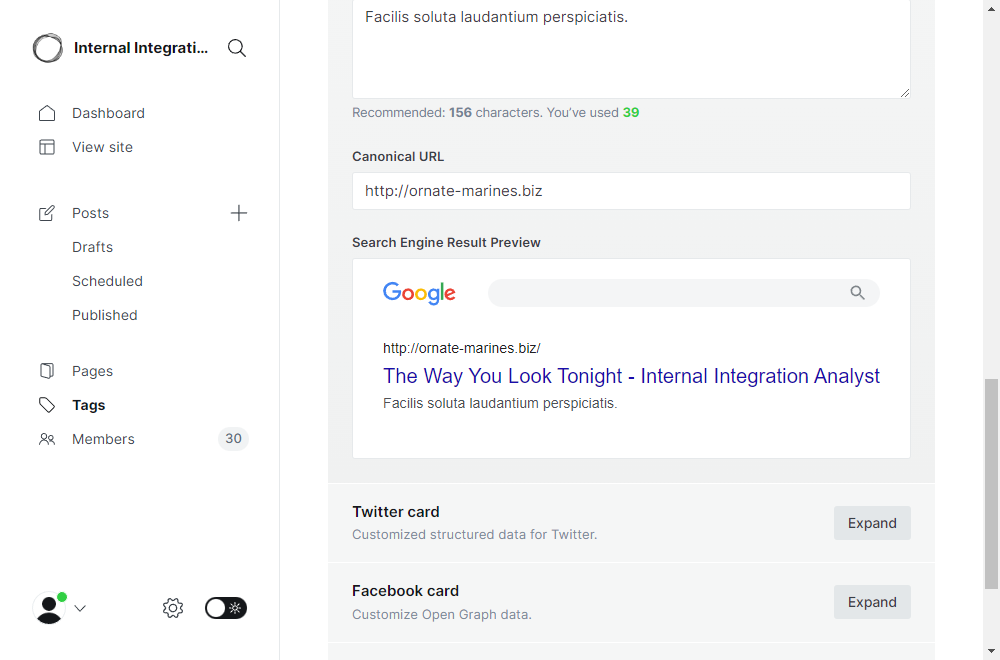 Internal Integrati...
Dashboard
View site
Posts
Drafts
Scheduled
Published
Pages
Tags
Members 30
Facilis soluta laudantium perspiciatis.
Recommended: 156 characters. You've used 39
Canonical URL
http://ornate-marines.biz
Search Engine Result Preview
Google
http://ornate-marines.biz/
The Way You Look Tonight - Internal Integration Analyst
Facilis soluta laudantium perspiciatis.
Twitter card
Customized structured data for Twitter.
Expand
Facebook card
Customize Open Graph data.
Expand